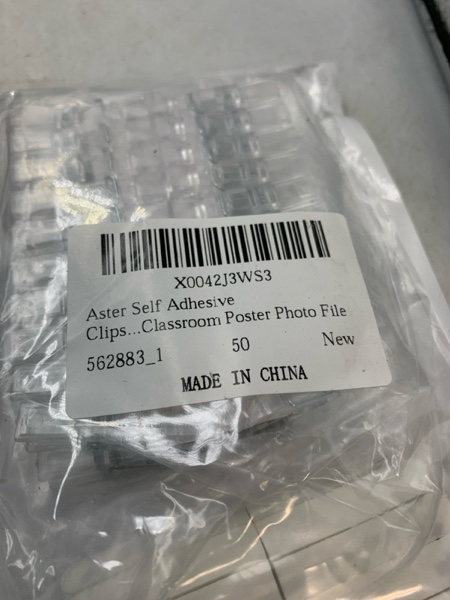 X0042J3WS3
Aster Self Adhesive
Clips...Classroom Poster Photo File
562883_1 50 New
MADE IN CHINA